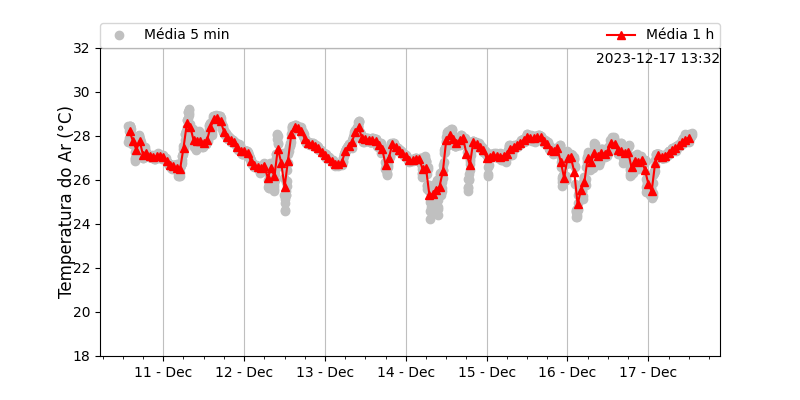 Média 5 min
Média 1 h
2023-12-17 13:32
Temperatura do Ar (°C)
32
30
28
26
24
22
20
18
11 - Dec
12 - Dec
13 - Dec
14 - Dec
15 - Dec
16 - Dec
17 - Dec